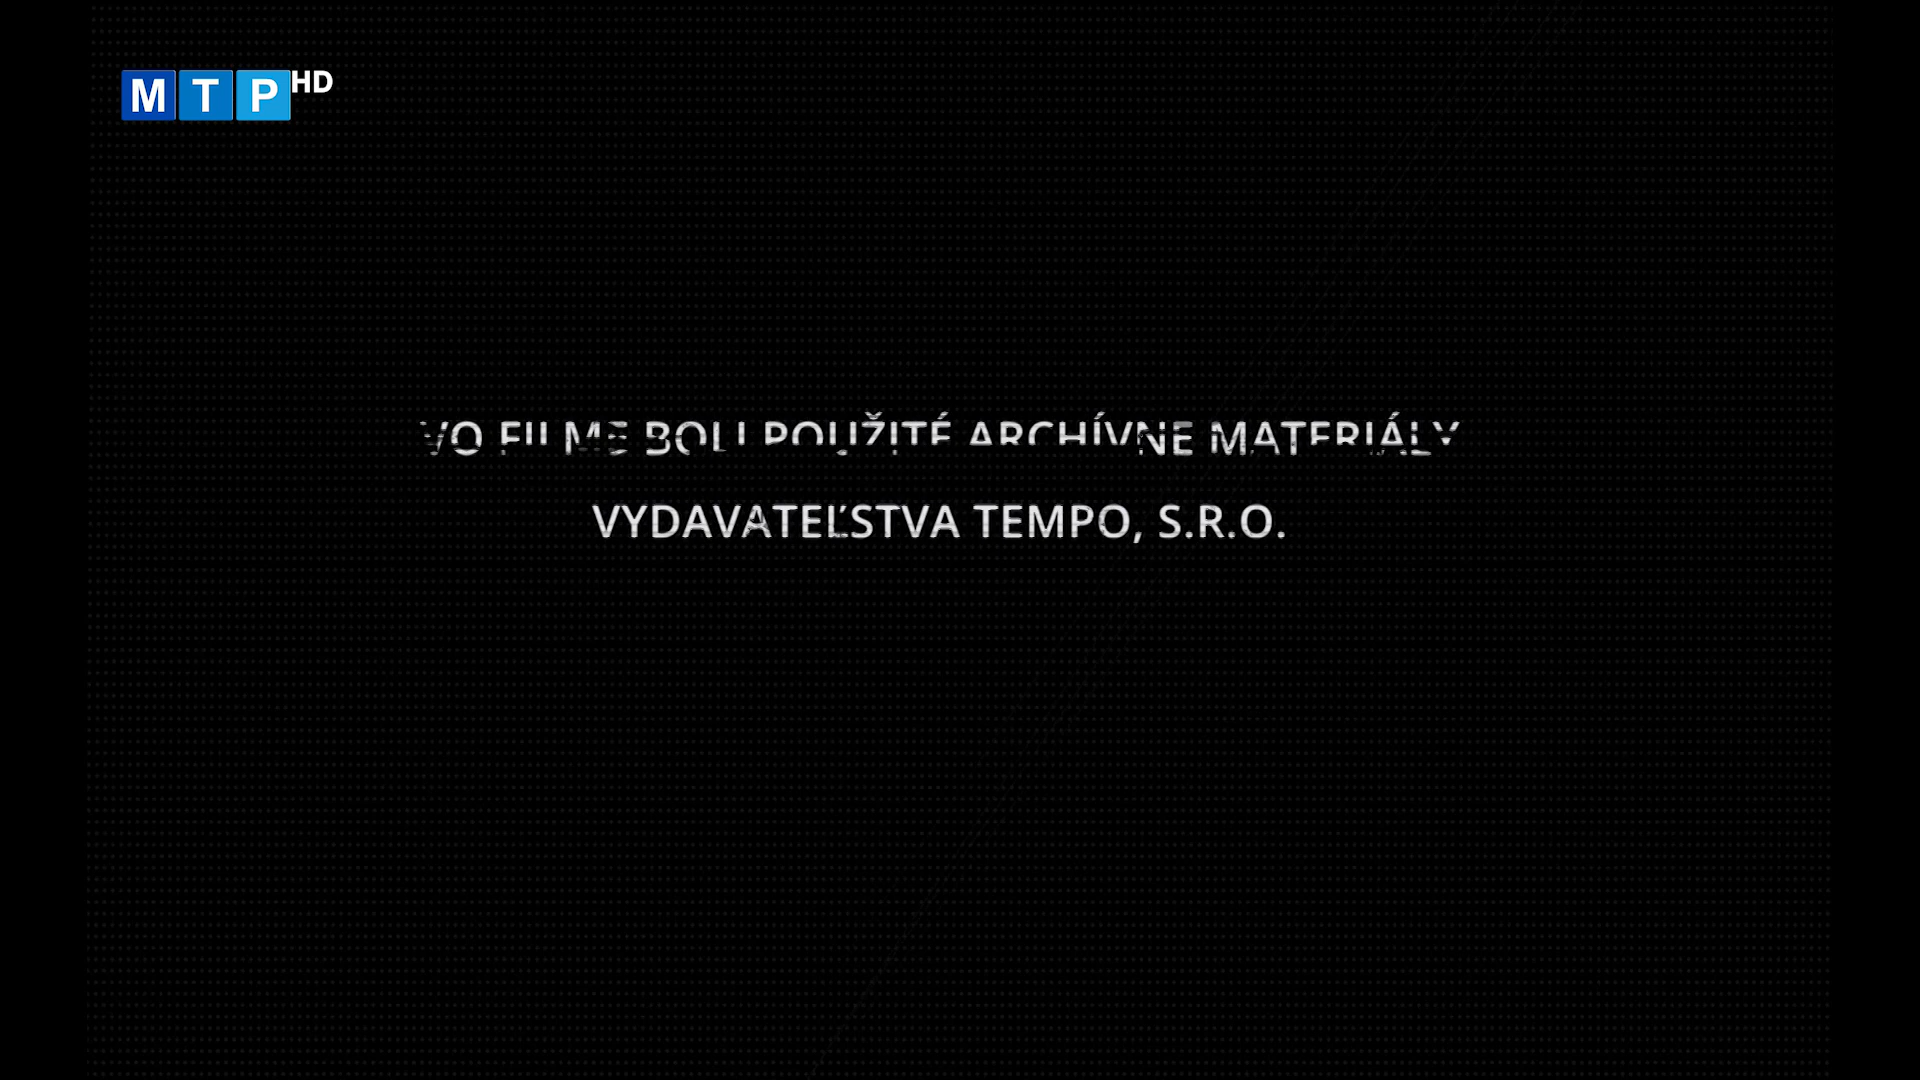 MTP HD
VO FILME BOLI POUŽITÉ ARCHÍVNE MATERIÁLY
VYDAVATEĽSTVA TEMPO, S.R.O.